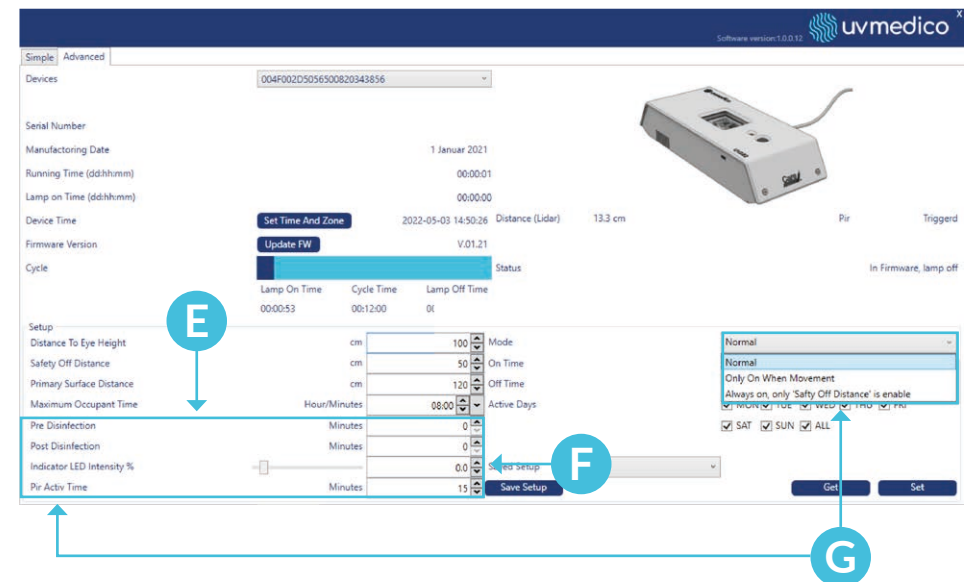 x
uvmedico
Software version:1.0.0.12
Simple Advanced
Devices 004F002D5056500820343856
Serial Number
Manufactoring Date 1 Januar 2021
Running Time (dd:hh:mm) 00:00:01
Lamp on Time (dd:hh:mm) 00:00:00
Device Time Set Time And Zone 2022-05-03 14:50:26 Distance (Lidar) 13.3 cm Pir Triggerd
Firmware Version Update FW V.01.21
Cycle Status In Firmware, lamp off
Lamp On Time Cycle Time Lamp Off Time
00:00:53 00:12:00 0(
E
Setup
Distance To Eye Height cm 100 Mode Normal
Safety Off Distance cm 50 On Time Normal
Primary Surface Distance cm 120 Off Time Only On When Movement
Always on, only 'Safty Off Distance' is enable
Maximum Occupant Time Hour/Minutes 08:00 Active Days MON TUE WED THU FRI
Pre Disinfection Minutes 0 SAT SUN ALL
Post Disinfection Minutes 0
Indicator LED Intensity % 0.0 F Setup
Pir Activ Time Minutes 15 Save Setup Get Set
G